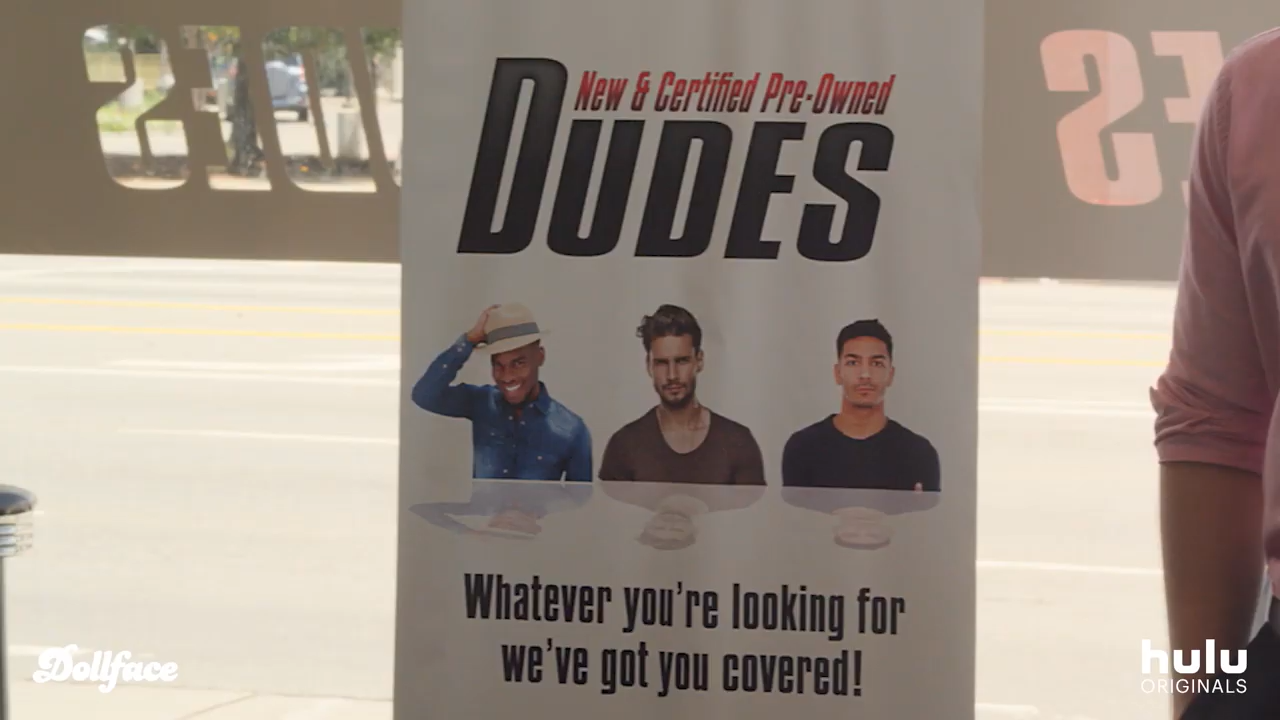 New & Certified Pre-Owned
DUDES
Whatever you're looking for
we've got you covered!
Dollface
hulu
ORIGINALS